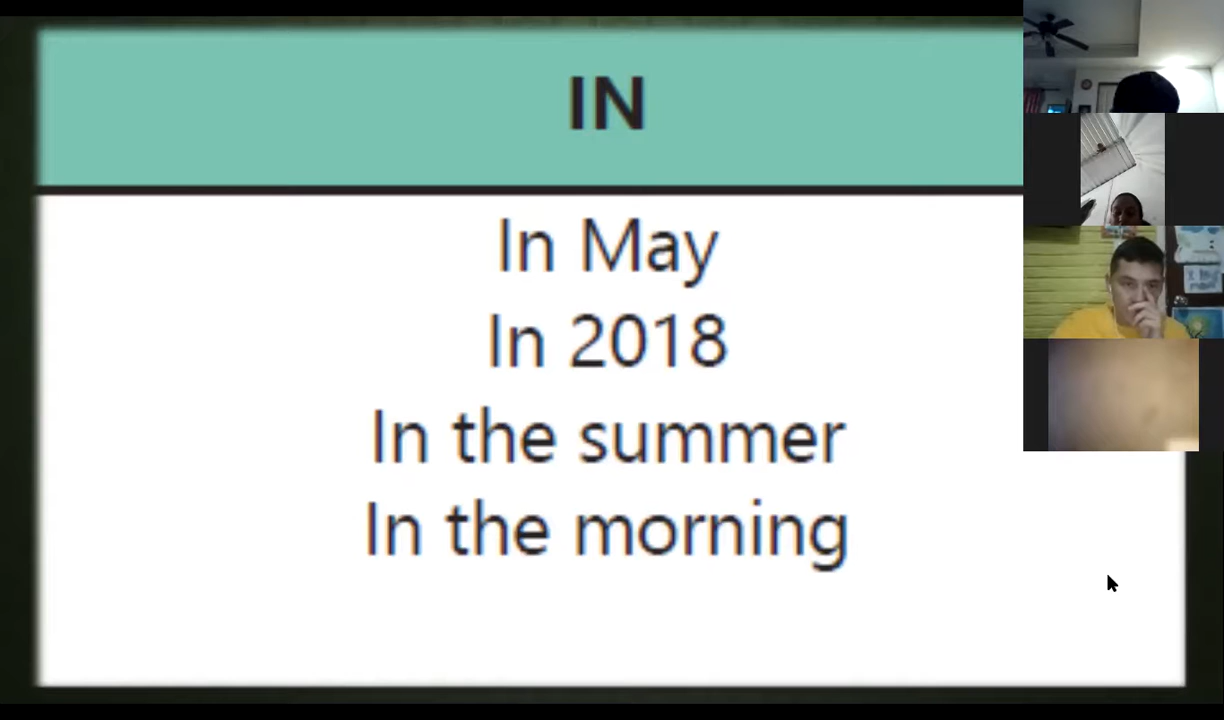 IN
In May
In 2018
In the summer
In the morning